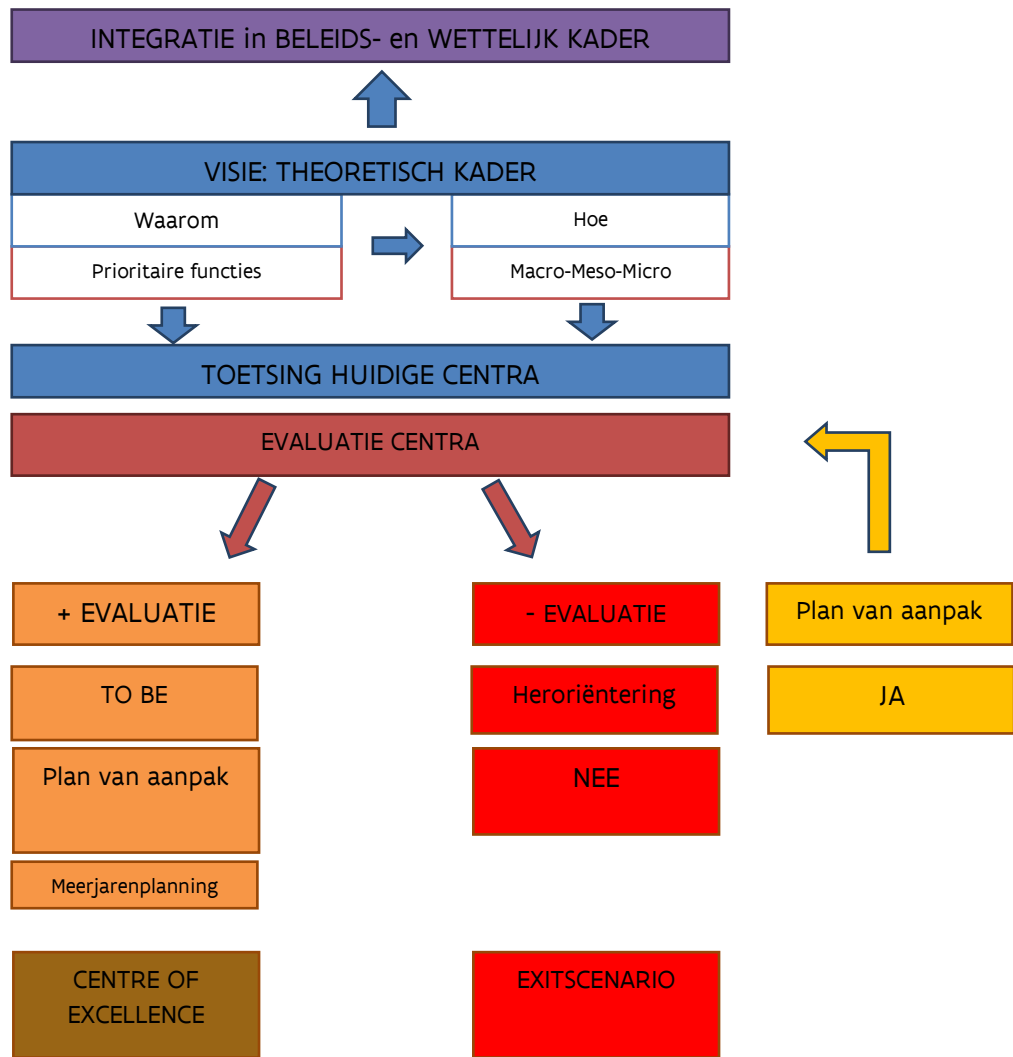 INTEGRATIE in BELEIDS- en WETTELIJK KADER
VISIE: THEORETISCH KADER
Waarom
Hoe
Prioritaire functies
Macro-Meso-Micro
TOETSING HUIDIGE CENTRA
EVALUATIE CENTRA
+ EVALUATIE
- EVALUATIE
Plan van aanpak
TO BE
Heroriëntering
JA
Plan van aanpak
NEE
Meerjarenplanning
CENTRE OF
EXCELLENCE
EXITSCENARIO